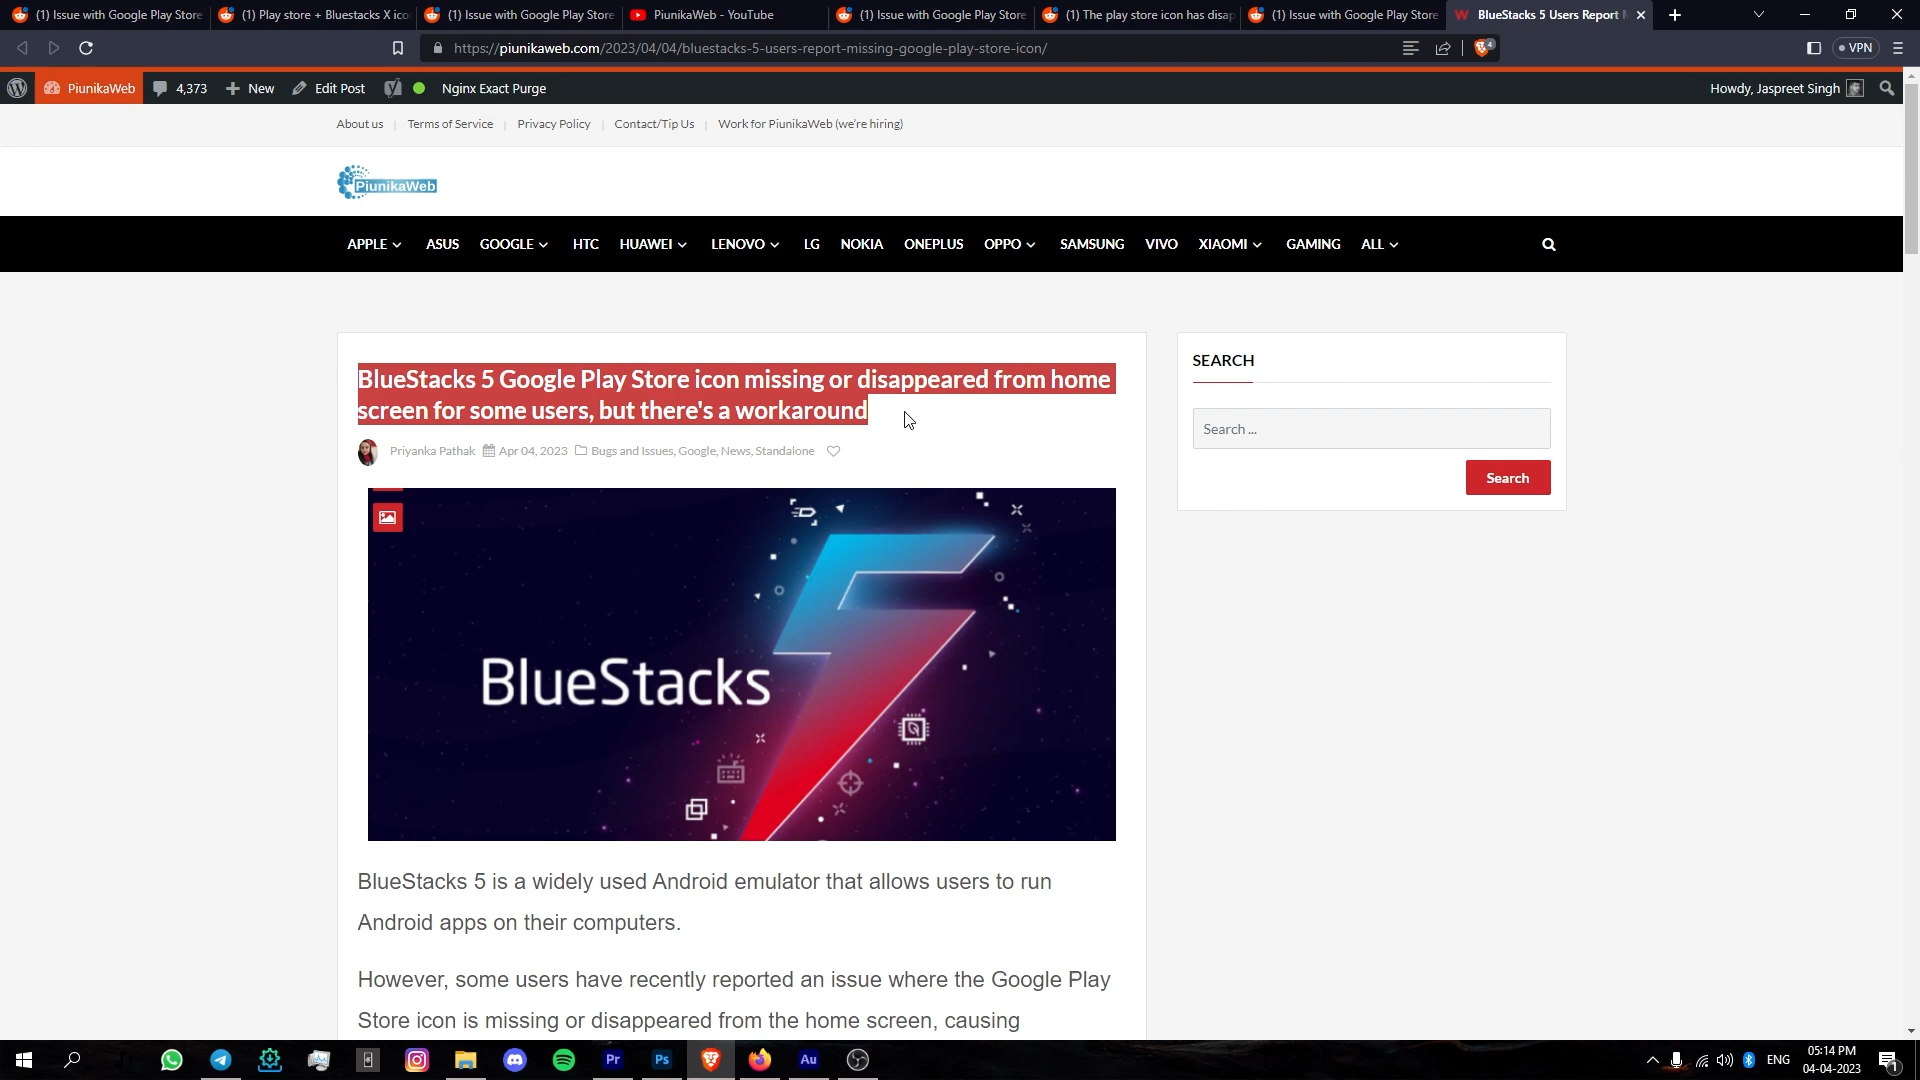 (1) Issue with Google Play Store
(1) Play store + Bluestacks X ico
(1) Issue with Google Play Store
PiunikaWeb - YouTube
(1) Issue with Google Play Store
(1) The play store icon has disap
(1) Issue with Google Play Store
BlueStacks 5 Users Report
https://piunikaweb.com/2023/04/04/bluestacks-5-users-report-missing-google-play-store-icon/
4
VPN
PiunikaWeb
4,373
New
Edit Post
Nginx Exact Purge
Howdy, Jaspreet Singh
About us
Terms of Service
Privacy Policy
Contact/Tip Us
Work for PiunikaWeb (we're hiring)
PiunikaWeb
APPLE
ASUS
GOOGLE
HTC
HUAWEI
LENOVO
LG
NOKIA
ONEPLUS
OPPO
SAMSUNG
VIVO
XIAOMI
GAMING
ALL
BlueStacks 5 Google Play Store icon missing or disappeared from home
screen for some users, but there's a workaround
Priyanka Pathak
Apr 04, 2023
Bugs and Issues, Google, News, Standalone
SEARCH
Search ...
Search
BlueStacks
BlueStacks 5 is a widely used Android emulator that allows users to run
Android apps on their computers.
However, some users have recently reported an issue where the Google Play
Store icon is missing or disappeared from the home screen, causing
Pr
Ps
Au
ENG
05:14 PM
04-04-2023
1